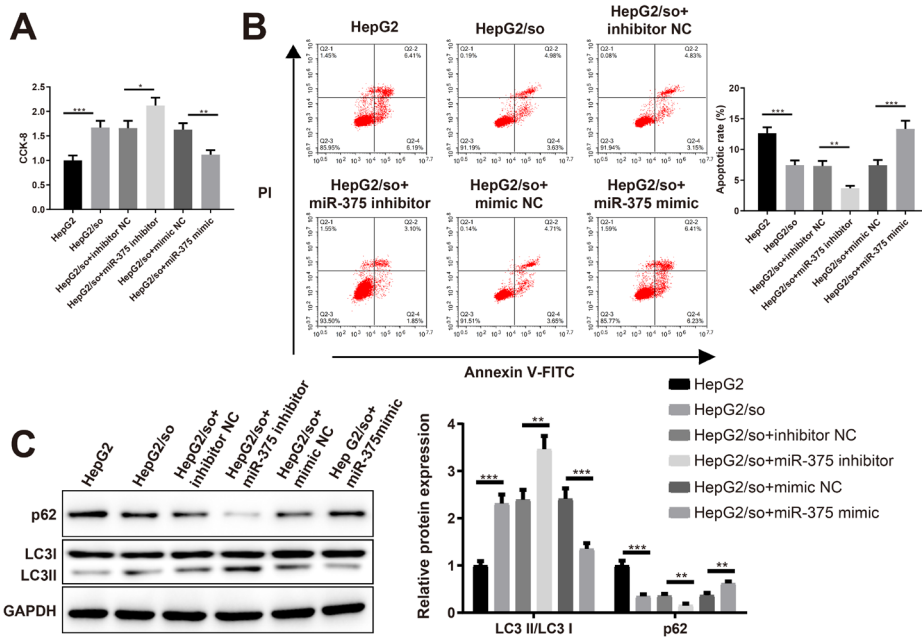 A
CCK-8
2.5
2.0
1.5
1.0
0.5
0.0
***
*
**
HepG2
HepG2/so
HepG2/so+inhibitor NC
HepG2/so+miR-375 inhibitor
HepG2/so+mimic NC
HepG2/so+miR-375 mimic
B
PI
HepG2
Q2-1
1.45%
Q2-2
6.41%
Q2-3
85.95%
Q2-4
6.19%
HepG2/so
Q2-1
0.19%
Q2-2
4.98%
Q2-3
91.19%
Q2-4
3.63%
HepG2/so+
inhibitor NC
Q2-1
0.08%
Q2-2
4.83%
Q2-3
91.94%
Q2-4
3.15%
HepG2/so+
miR-375 inhibitor
Q2-1
1.55%
Q2-2
3.10%
Q2-3
93.50%
Q2-4
1.85%
HepG2/so+
mimic NC
Q2-1
0.14%
Q2-2
4.71%
Q2-3
91.51%
Q2-4
3.65%
HepG2/so+
miR-375 mimic
Q2-1
1.59%
Q2-2
6.41%
Q2-3
85.77%
Q2-4
6.23%
Annexin V-FITC
Apoptotic rate (%)
20
15
10
5
0
***
**
***
HepG2
HepG2/so
HepG2/so+inhibitor NC
HepG2/so+miR-375 inhibitor
HepG2/so+mimic NC
HepG2/so+miR-375 mimic
C
HepG2
HepG2/so
HepG2/so+
inhibitor NC
HepG2/so+
miR-375 inhibitor
HepG2/so+
mimic NC
Hep G2/so+
miR-375mimic
p62
LC3I
LC3II
GAPDH
Relative protein expression
4
3
2
1
0
***
**
***
***
**
**
LC3 II/LC3 I
p62
HepG2
HepG2/so
HepG2/so+inhibitor NC
HepG2/so+miR-375 inhibitor
HepG2/so+mimic NC
HepG2/so+miR-375 mimic